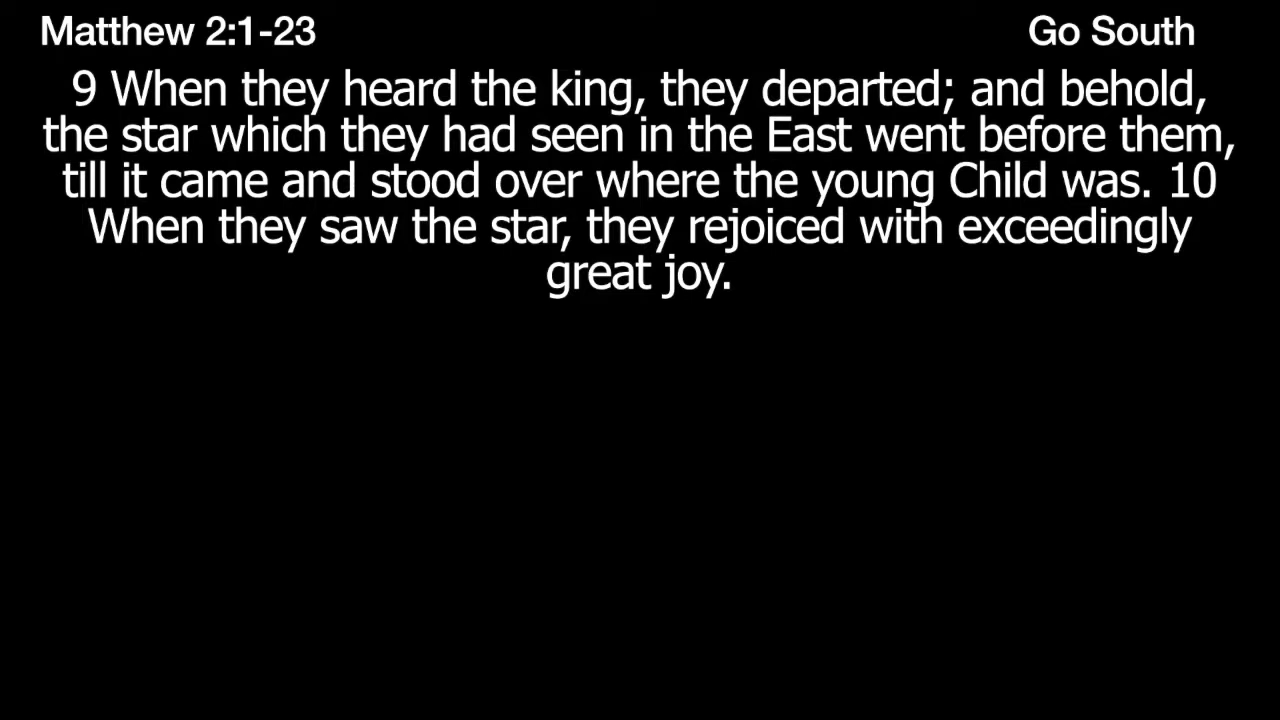 Matthew 2:1-23
Go South
9 When they heard the king, they departed; and behold,
the star which they had seen in the East went before them,
till it came and stood over where the young Child was. 10
When they saw the star, they rejoiced with exceedingly
great joy.